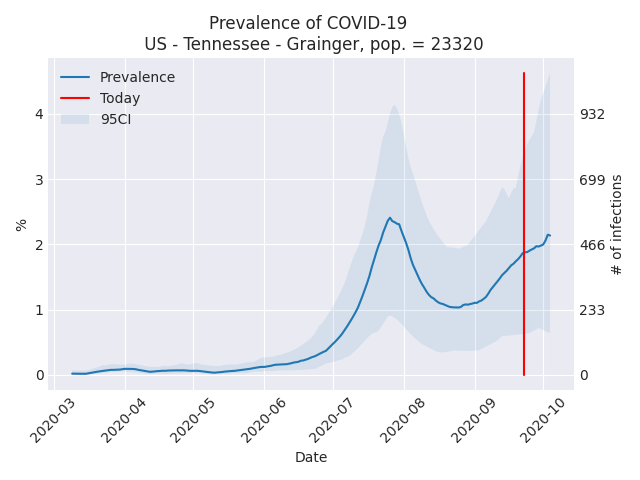 Prevalence of COVID-19
US - Tennessee - Grainger, pop. = 23320
Prevalence
Today
95CI
%
4
3
2
1
0
932
699
466
233
0
# of infections
2020-03
2020-04
2020-05
2020-06
2020-07
2020-08
2020-09
2020-10
Date